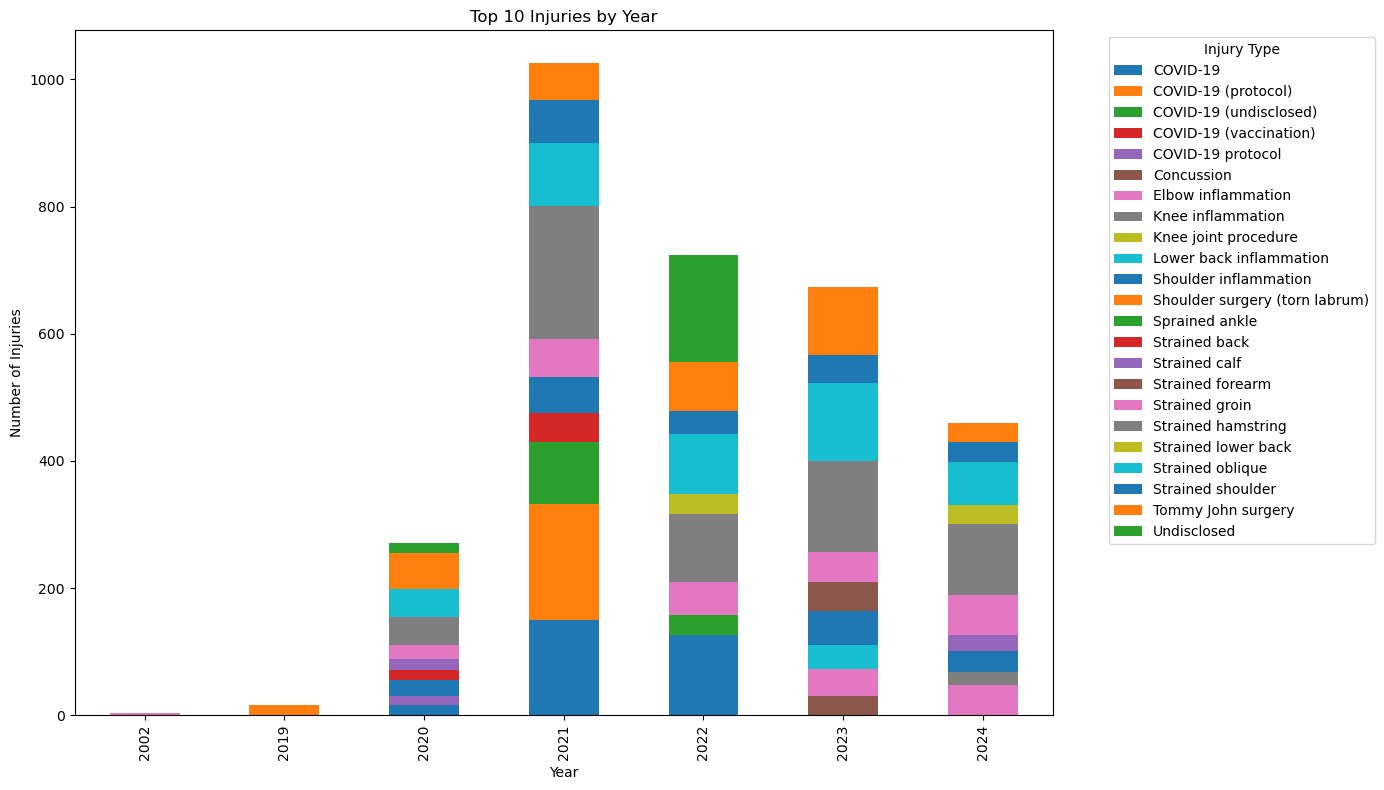 Top 10 Injuries by Year
Number of Injuries
1000
800
600
400
200
0
2002
2019
2020
2021
2022
2023
2024
Year
Injury Type
COVID-19
COVID-19 (protocol)
COVID-19 (undisclosed)
COVID-19 (vaccination)
COVID-19 protocol
Concussion
Elbow inflammation
Knee inflammation
Knee joint procedure
Lower back inflammation
Shoulder inflammation
Shoulder surgery (torn labrum)
Sprained ankle
Strained back
Strained calf
Strained forearm
Strained groin
Strained hamstring
Strained lower back
Strained oblique
Strained shoulder
Tommy John surgery
Undisclosed